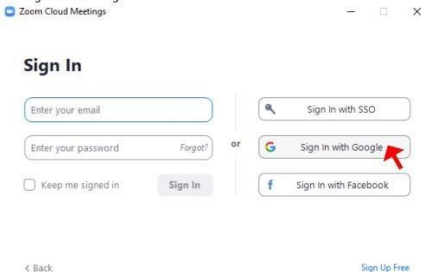 Zoom Cloud Meetings
Sign In
Enter your email
Enter your password Forgot?
Keep me signed in Sign In
or
Sign In with SSO
Sign In with Google
Sign In with Facebook
< Back
Sign Up Free